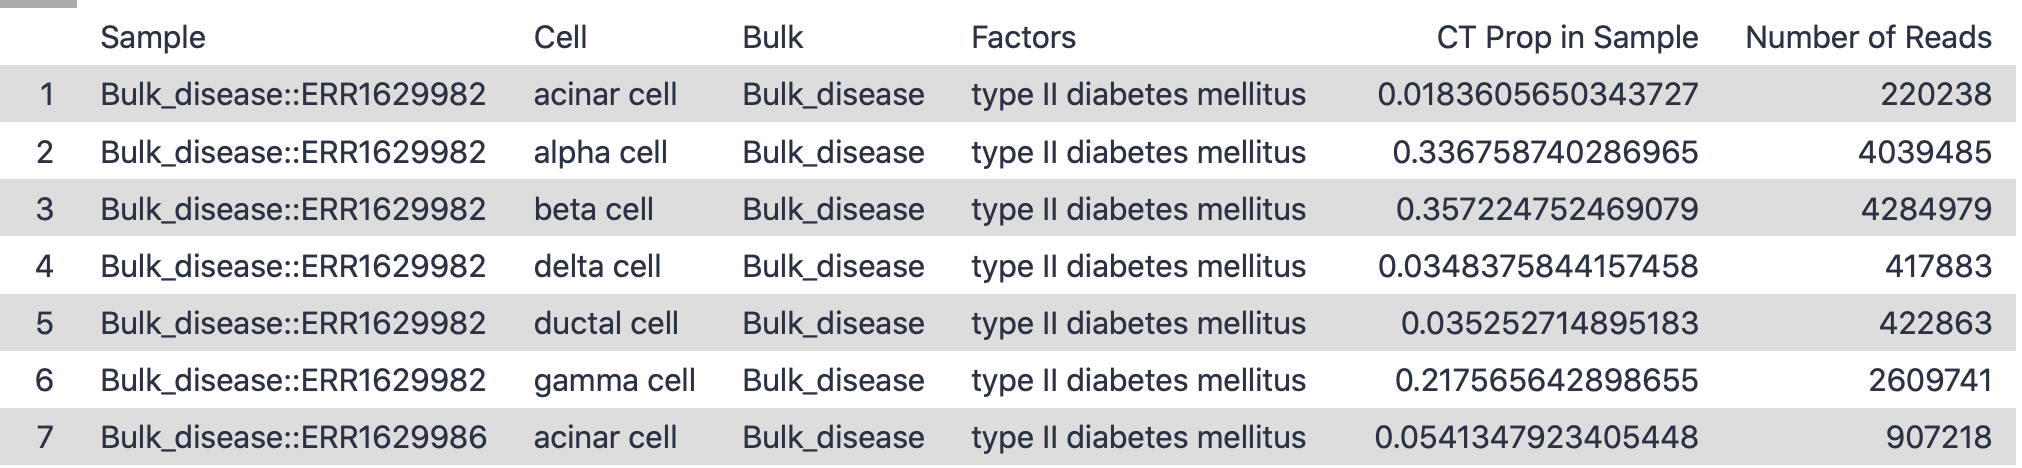 Sample Cell Bulk Factors CT Prop in Sample Number of Reads
1 Bulk_disease::ERR1629982 acinar cell Bulk_disease type II diabetes mellitus 0.0183605650343727 220238
2 Bulk_disease::ERR1629982 alpha cell Bulk_disease type II diabetes mellitus 0.336758740286965 4039485
3 Bulk_disease::ERR1629982 beta cell Bulk_disease type II diabetes mellitus 0.357224752469079 4284979
4 Bulk_disease::ERR1629982 delta cell Bulk_disease type II diabetes mellitus 0.0348375844157458 417883
5 Bulk_disease::ERR1629982 ductal cell Bulk_disease type II diabetes mellitus 0.035252714895183 422863
6 Bulk_disease::ERR1629982 gamma cell Bulk_disease type II diabetes mellitus 0.217565642898655 2609741
7 Bulk_disease::ERR1629986 acinar cell Bulk_disease type II diabetes mellitus 0.0541347923405448 907218